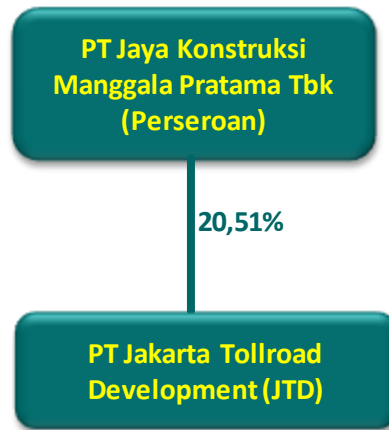 PT Jaya Konstruksi
Manggala Pratama Tbk
(Perseroan)
20,51%
PT Jakarta Tollroad
Development (JTD)